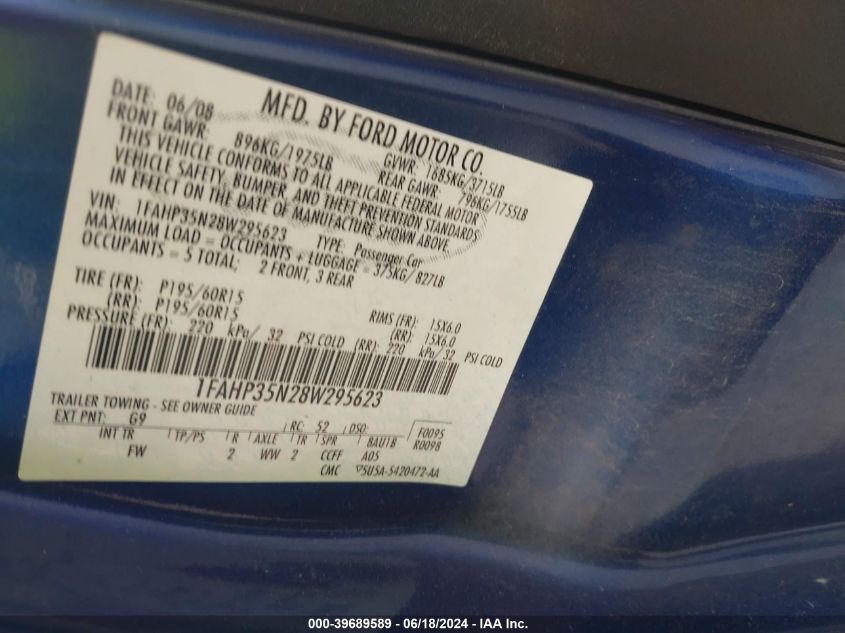 MFD. BY FORD MOTOR CO.
DATE: 06/08 GVWR: 1685KG/3715LB
FRONT GAWR: 896KG/1975LB REAR GAWR: 796KG/1755LB
THIS VEHICLE CONFORMS TO ALL APPLICABLE FEDERAL MOTOR
VEHICLE SAFETY, BUMPER, AND THEFT PREVENTION STANDARDS
IN EFFECT ON THE DATE OF MANUFACTURE SHOWN ABOVE.
VIN: 1FAHP35N28W295623 TYPE: Passenger Car
MAXIMUM LOAD = OCCUPANTS + LUGGAGE = 375KG/ 827LB
OCCUPANTS = 5 TOTAL; 2 FRONT, 3 REAR
TIRE (FR): P195/60R15 RIMS (FR): 15X6.0
(RR): P195/60R15 (RR): 15X6.0
PRESSURE (FR): 220 kPa/ 32 PSI COLD (RR): 220 kPa/ 32 PSI COLD
1FAHP35N28W295623
TRAILER TOWING - SEE OWNER GUIDE
EXT PNT: G9 RC: 52 DSO: F0095
INT TR TP/PS R AXLE TR SPR BAUTB R0098
FW 2 WW 2 CCFF A05
CMC 5U5A-5420472-AA
000-39689589 - 06/18/2024 - IAAI.com